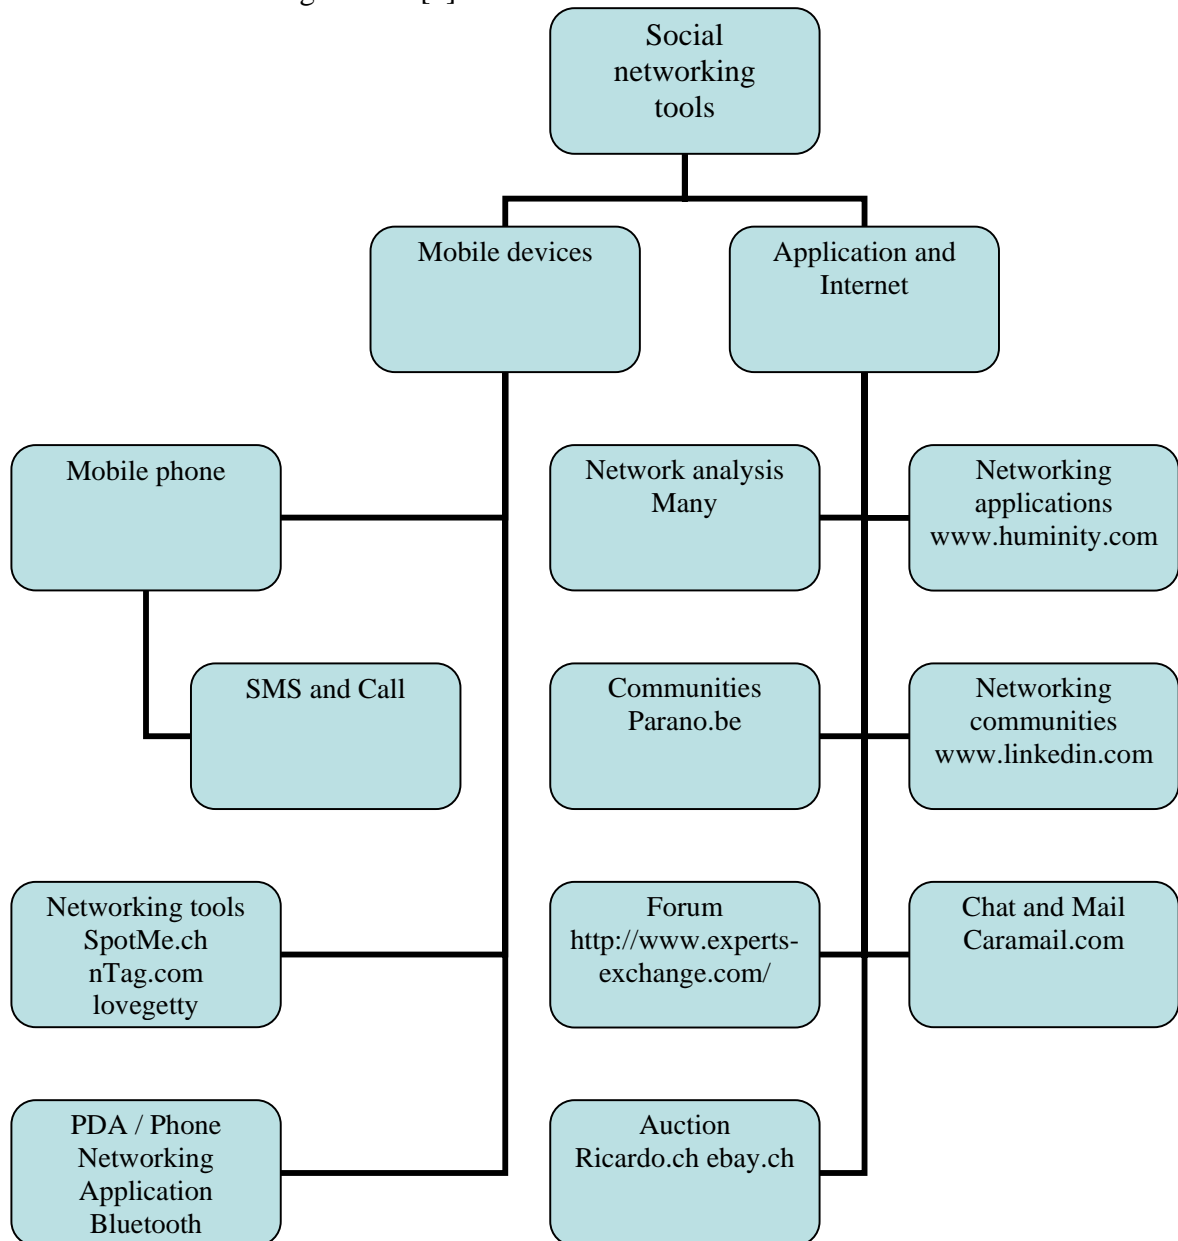 Social
networking
tools
Mobile devices
Application and
Internet
Mobile phone
Network analysis
Many
Networking
applications
www.huminity.com
SMS and Call
Communities
Parano.be
Networking
communities
www.linkedin.com
Networking tools
SpotMe.ch
nTag.com
lovegetty
Forum
http://www.experts-
exchange.com/
Chat and Mail
Caramail.com
PDA / Phone
Networking
Application
Bluetooth
Auction
Ricardo.ch ebay.ch